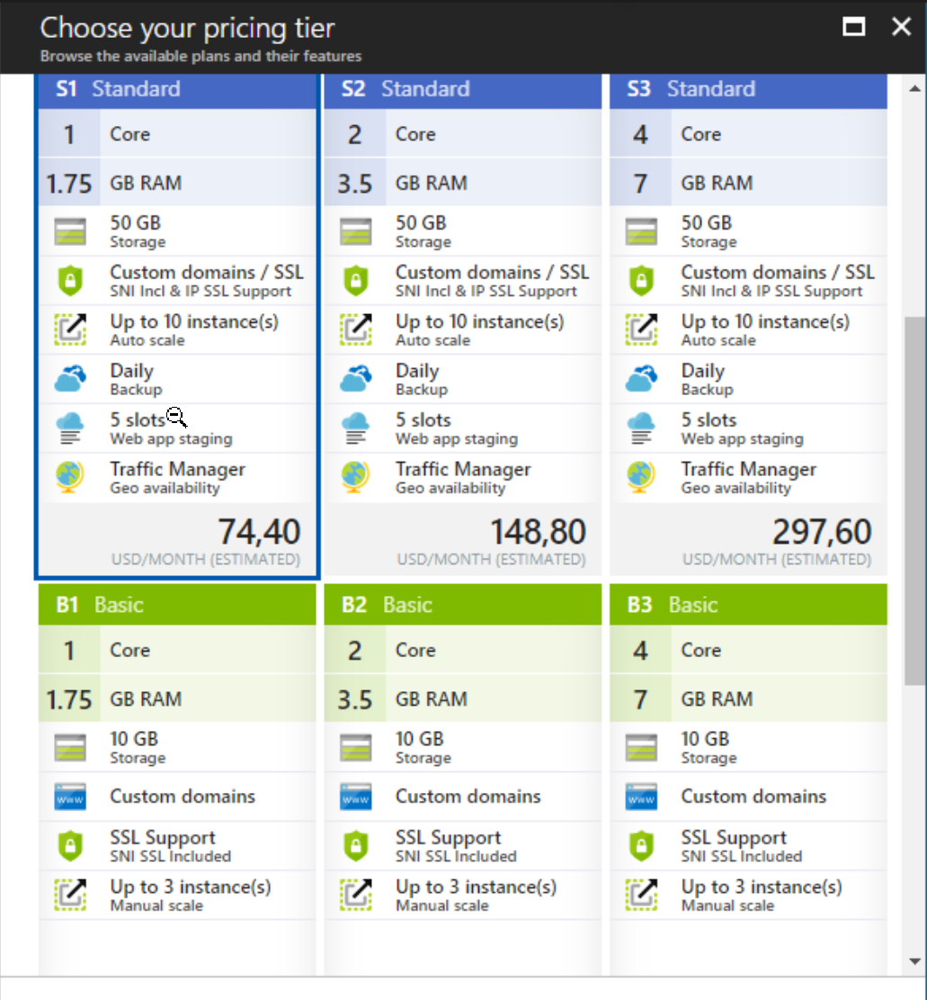 Choose your pricing tier
Browse the available plans and their features
S1 Standard
1 Core
1.75 GB RAM
50 GB
Storage
Custom domains / SSL
SNI Incl & IP SSL Support
Up to 10 instance(s)
Auto scale
Daily
Backup
5 slots
Web app staging
Traffic Manager
Geo availability
74,40
USD/MONTH (ESTIMATED)
S2 Standard
2 Core
3.5 GB RAM
50 GB
Storage
Custom domains / SSL
SNI Incl & IP SSL Support
Up to 10 instance(s)
Auto scale
Daily
Backup
5 slots
Web app staging
Traffic Manager
Geo availability
148,80
USD/MONTH (ESTIMATED)
S3 Standard
4 Core
7 GB RAM
50 GB
Storage
Custom domains / SSL
SNI Incl & IP SSL Support
Up to 10 instance(s)
Auto scale
Daily
Backup
5 slots
Web app staging
Traffic Manager
Geo availability
297,60
USD/MONTH (ESTIMATED)
B1 Basic
1 Core
1.75 GB RAM
10 GB
Storage
www
Custom domains
SSL Support
SNI SSL Included
Up to 3 instance(s)
Manual scale
B2 Basic
2 Core
3.5 GB RAM
10 GB
Storage
www
Custom domains
SSL Support
SNI SSL Included
Up to 3 instance(s)
Manual scale
B3 Basic
4 Core
7 GB RAM
10 GB
Storage
www
Custom domains
SSL Support
SNI SSL Included
Up to 3 instance(s)
Manual scale